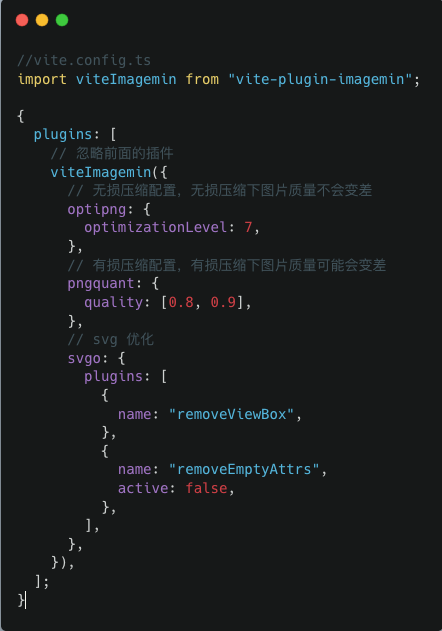 //vite.config.ts
import viteImagemin from "vite-plugin-imagemin";

{
  plugins: [
    // 忽略前面的插件
    viteImagemin({
      // 无损压缩配置，无损压缩下图片质量不会变差
      optipng: {
        optimizationLevel: 7,
      },
      // 有损压缩配置，有损压缩下图片质量可能会变差
      pngquant: {
        quality: [0.8, 0.9],
      },
      // svg 优化
      svgo: {
        plugins: [
          {
            name: "removeViewBox",
          },
          {
            name: "removeEmptyAttrs",
            active: false,
          },
        ],
      },
    }),
  ];
}